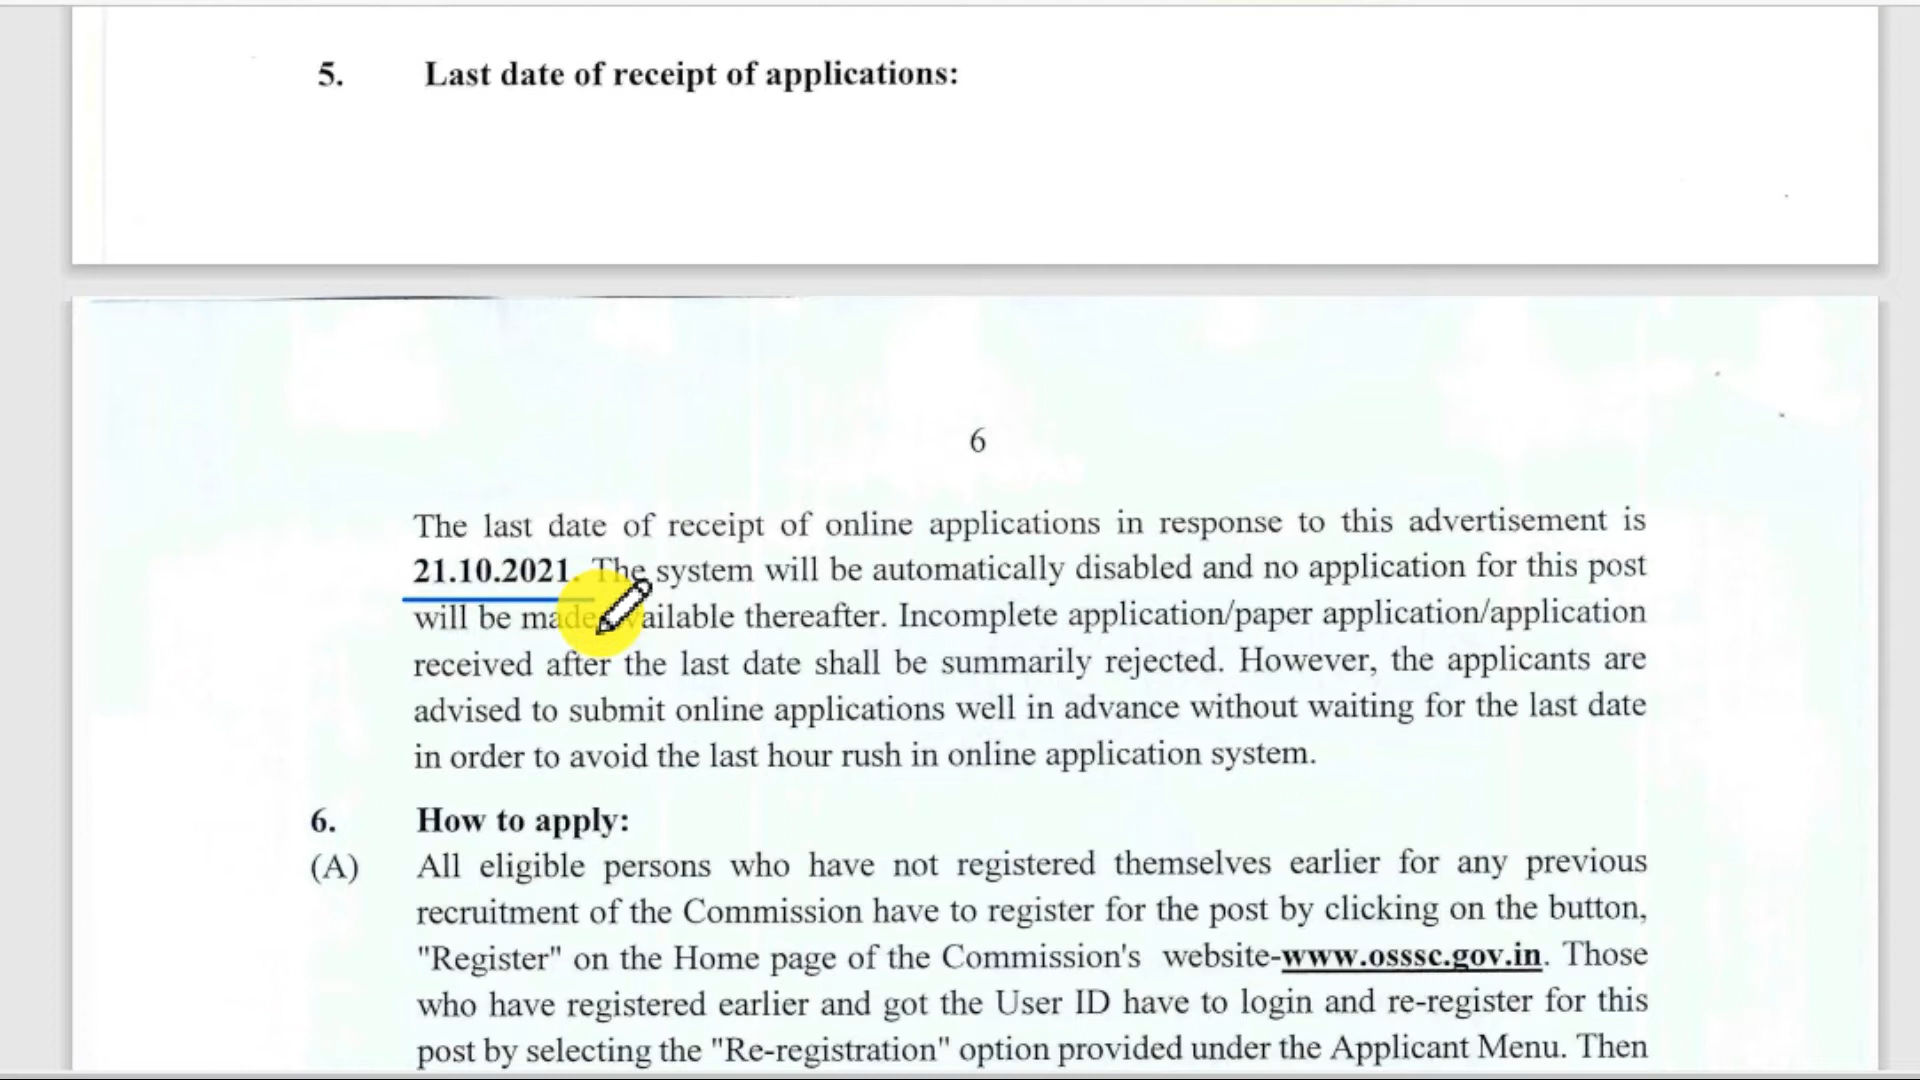 5. Last date of receipt of applications:
6
The last date of receipt of online applications in response to this advertisement is
21.10.2021. The system will be automatically disabled and no application for this post
will be made available thereafter. Incomplete application/paper application/application
received after the last date shall be summarily rejected. However, the applicants are
advised to submit online applications well in advance without waiting for the last date
in order to avoid the last hour rush in online application system.
6. How to apply:
(A) All eligible persons who have not registered themselves earlier for any previous
recruitment of the Commission have to register for the post by clicking on the button,
"Register" on the Home page of the Commission's website-www.osssc.gov.in. Those
who have registered earlier and got the User ID have to login and re-register for this
post by selecting the "Re-registration" option provided under the Applicant Menu. Then